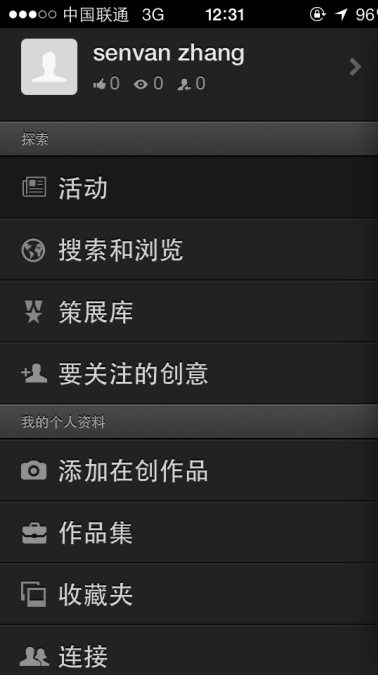 中国联通 3G 12:31 96
senvan zhang
0 0 0
探索
活动
搜索和浏览
策展库
要关注的创意
我的个人资料
添加在创作品
作品集
收藏夹
连接